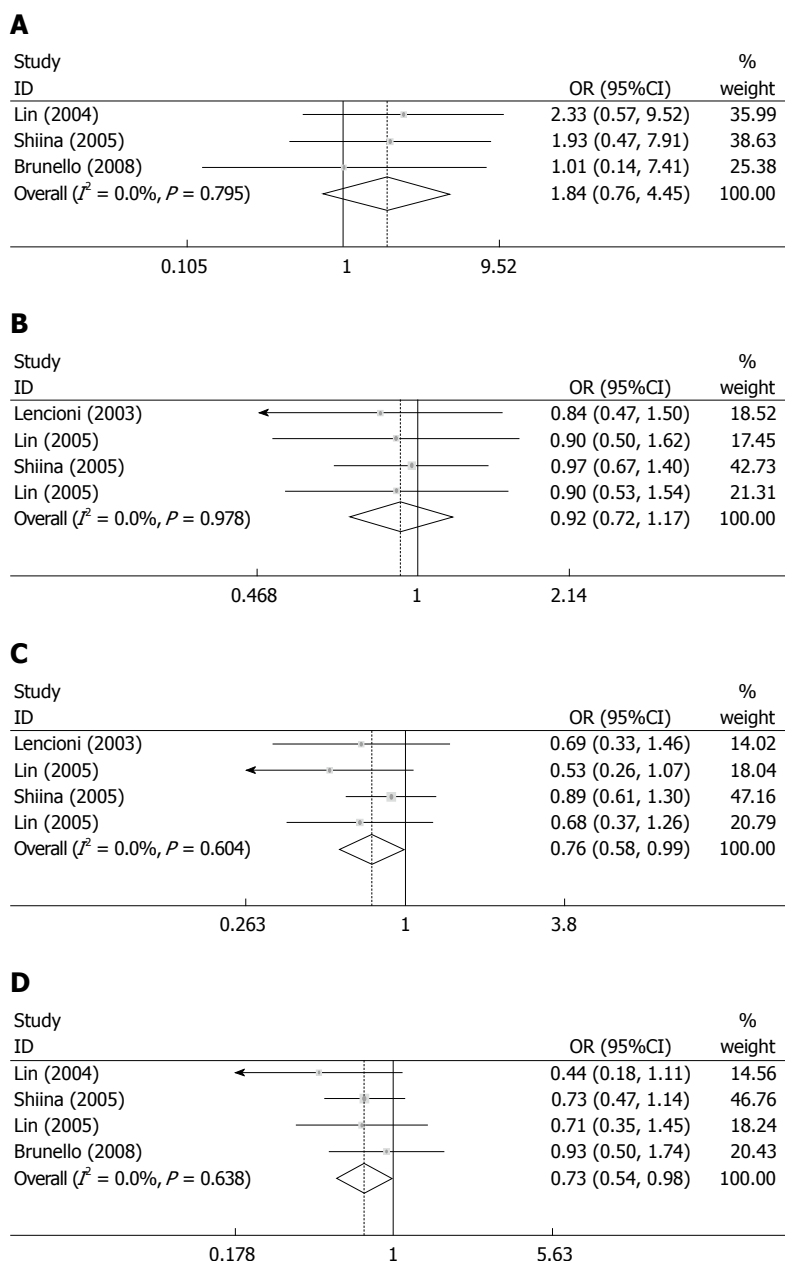 A
Study %
ID OR (95%CI) weight
Lin (2004) 2.33 (0.57, 9.52) 35.99
Shiina (2005) 1.93 (0.47, 7.91) 38.63
Brunello (2008) 1.01 (0.14, 7.41) 25.38
Overall (I² = 0.0%, P = 0.795) 1.84 (0.76, 4.45) 100.00
0.105 1 9.52
B
Study %
ID OR (95%CI) weight
Lencioni (2003) 0.84 (0.47, 1.50) 18.52
Lin (2005) 0.90 (0.50, 1.62) 17.45
Shiina (2005) 0.97 (0.67, 1.40) 42.73
Lin (2005) 0.90 (0.53, 1.54) 21.31
Overall (I² = 0.0%, P = 0.978) 0.92 (0.72, 1.17) 100.00
0.468 1 2.14
C
Study %
ID OR (95%CI) weight
Lencioni (2003) 0.69 (0.33, 1.46) 14.02
Lin (2005) 0.53 (0.26, 1.07) 18.04
Shiina (2005) 0.89 (0.61, 1.30) 47.16
Lin (2005) 0.68 (0.37, 1.26) 20.79
Overall (I² = 0.0%, P = 0.604) 0.76 (0.58, 0.99) 100.00
0.263 1 3.8
D
Study %
ID OR (95%CI) weight
Lin (2004) 0.44 (0.18, 1.11) 14.56
Shiina (2005) 0.73 (0.47, 1.14) 46.76
Lin (2005) 0.71 (0.35, 1.45) 18.24
Brunello (2008) 0.93 (0.50, 1.74) 20.43
Overall (I² = 0.0%, P = 0.638) 0.73 (0.54, 0.98) 100.00
0.178 1 5.63